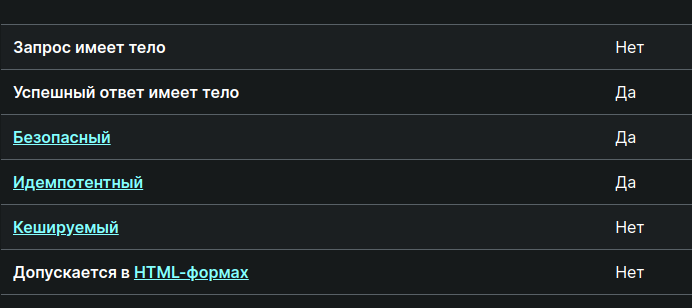 Запрос имеет тело Нет
Успешный ответ имеет тело Да
Безопасный Да
Идемпотентный Да
Кешируемый Нет
Допускается в HTML-формах Нет